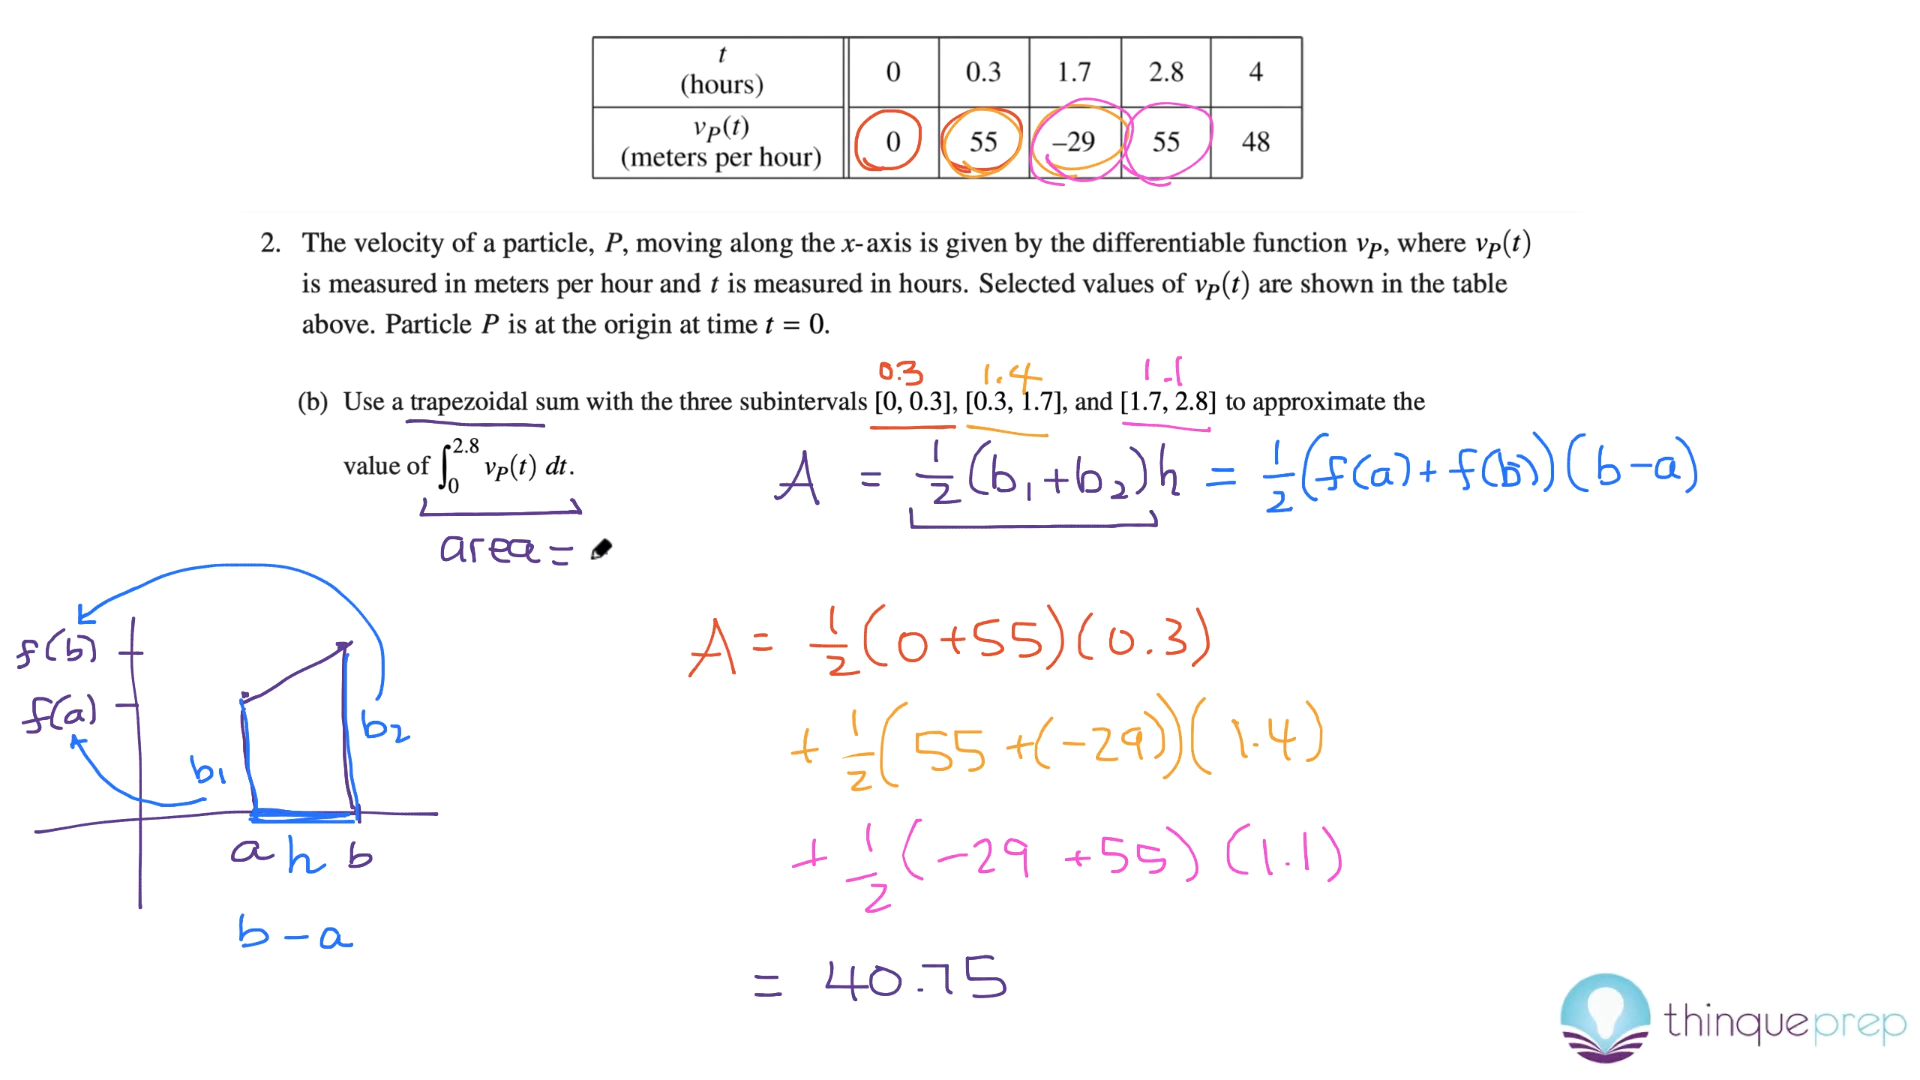 t
(hours) 0 0.3 1.7 2.8 4
vP(t)
(meters per hour) 0 55 –29 55 48
2. The velocity of a particle, P, moving along the x-axis is given by the differentiable function vP, where vP(t)
is measured in meters per hour and t is measured in hours. Selected values of vP(t) are shown in the table
above. Particle P is at the origin at time t = 0.
0.3 1.4 1.1
(b) Use a trapezoidal sum with the three subintervals [0, 0.3], [0.3, 1.7], and [1.7, 2.8] to approximate the
value of ∫₀^2.8 vP(t) dt.
A = 1/2 (b₁+b₂)h = 1/2 (f(a)+f(b))(b-a)
area =
f(b)
f(a)
b₁
b₂
a h b
b-a
A = 1/2 (0+55)(0.3)
+ 1/2 (55+(-29))(1.4)
+ 1/2 (-29+55)(1.1)
= 40.75
thinqueprep